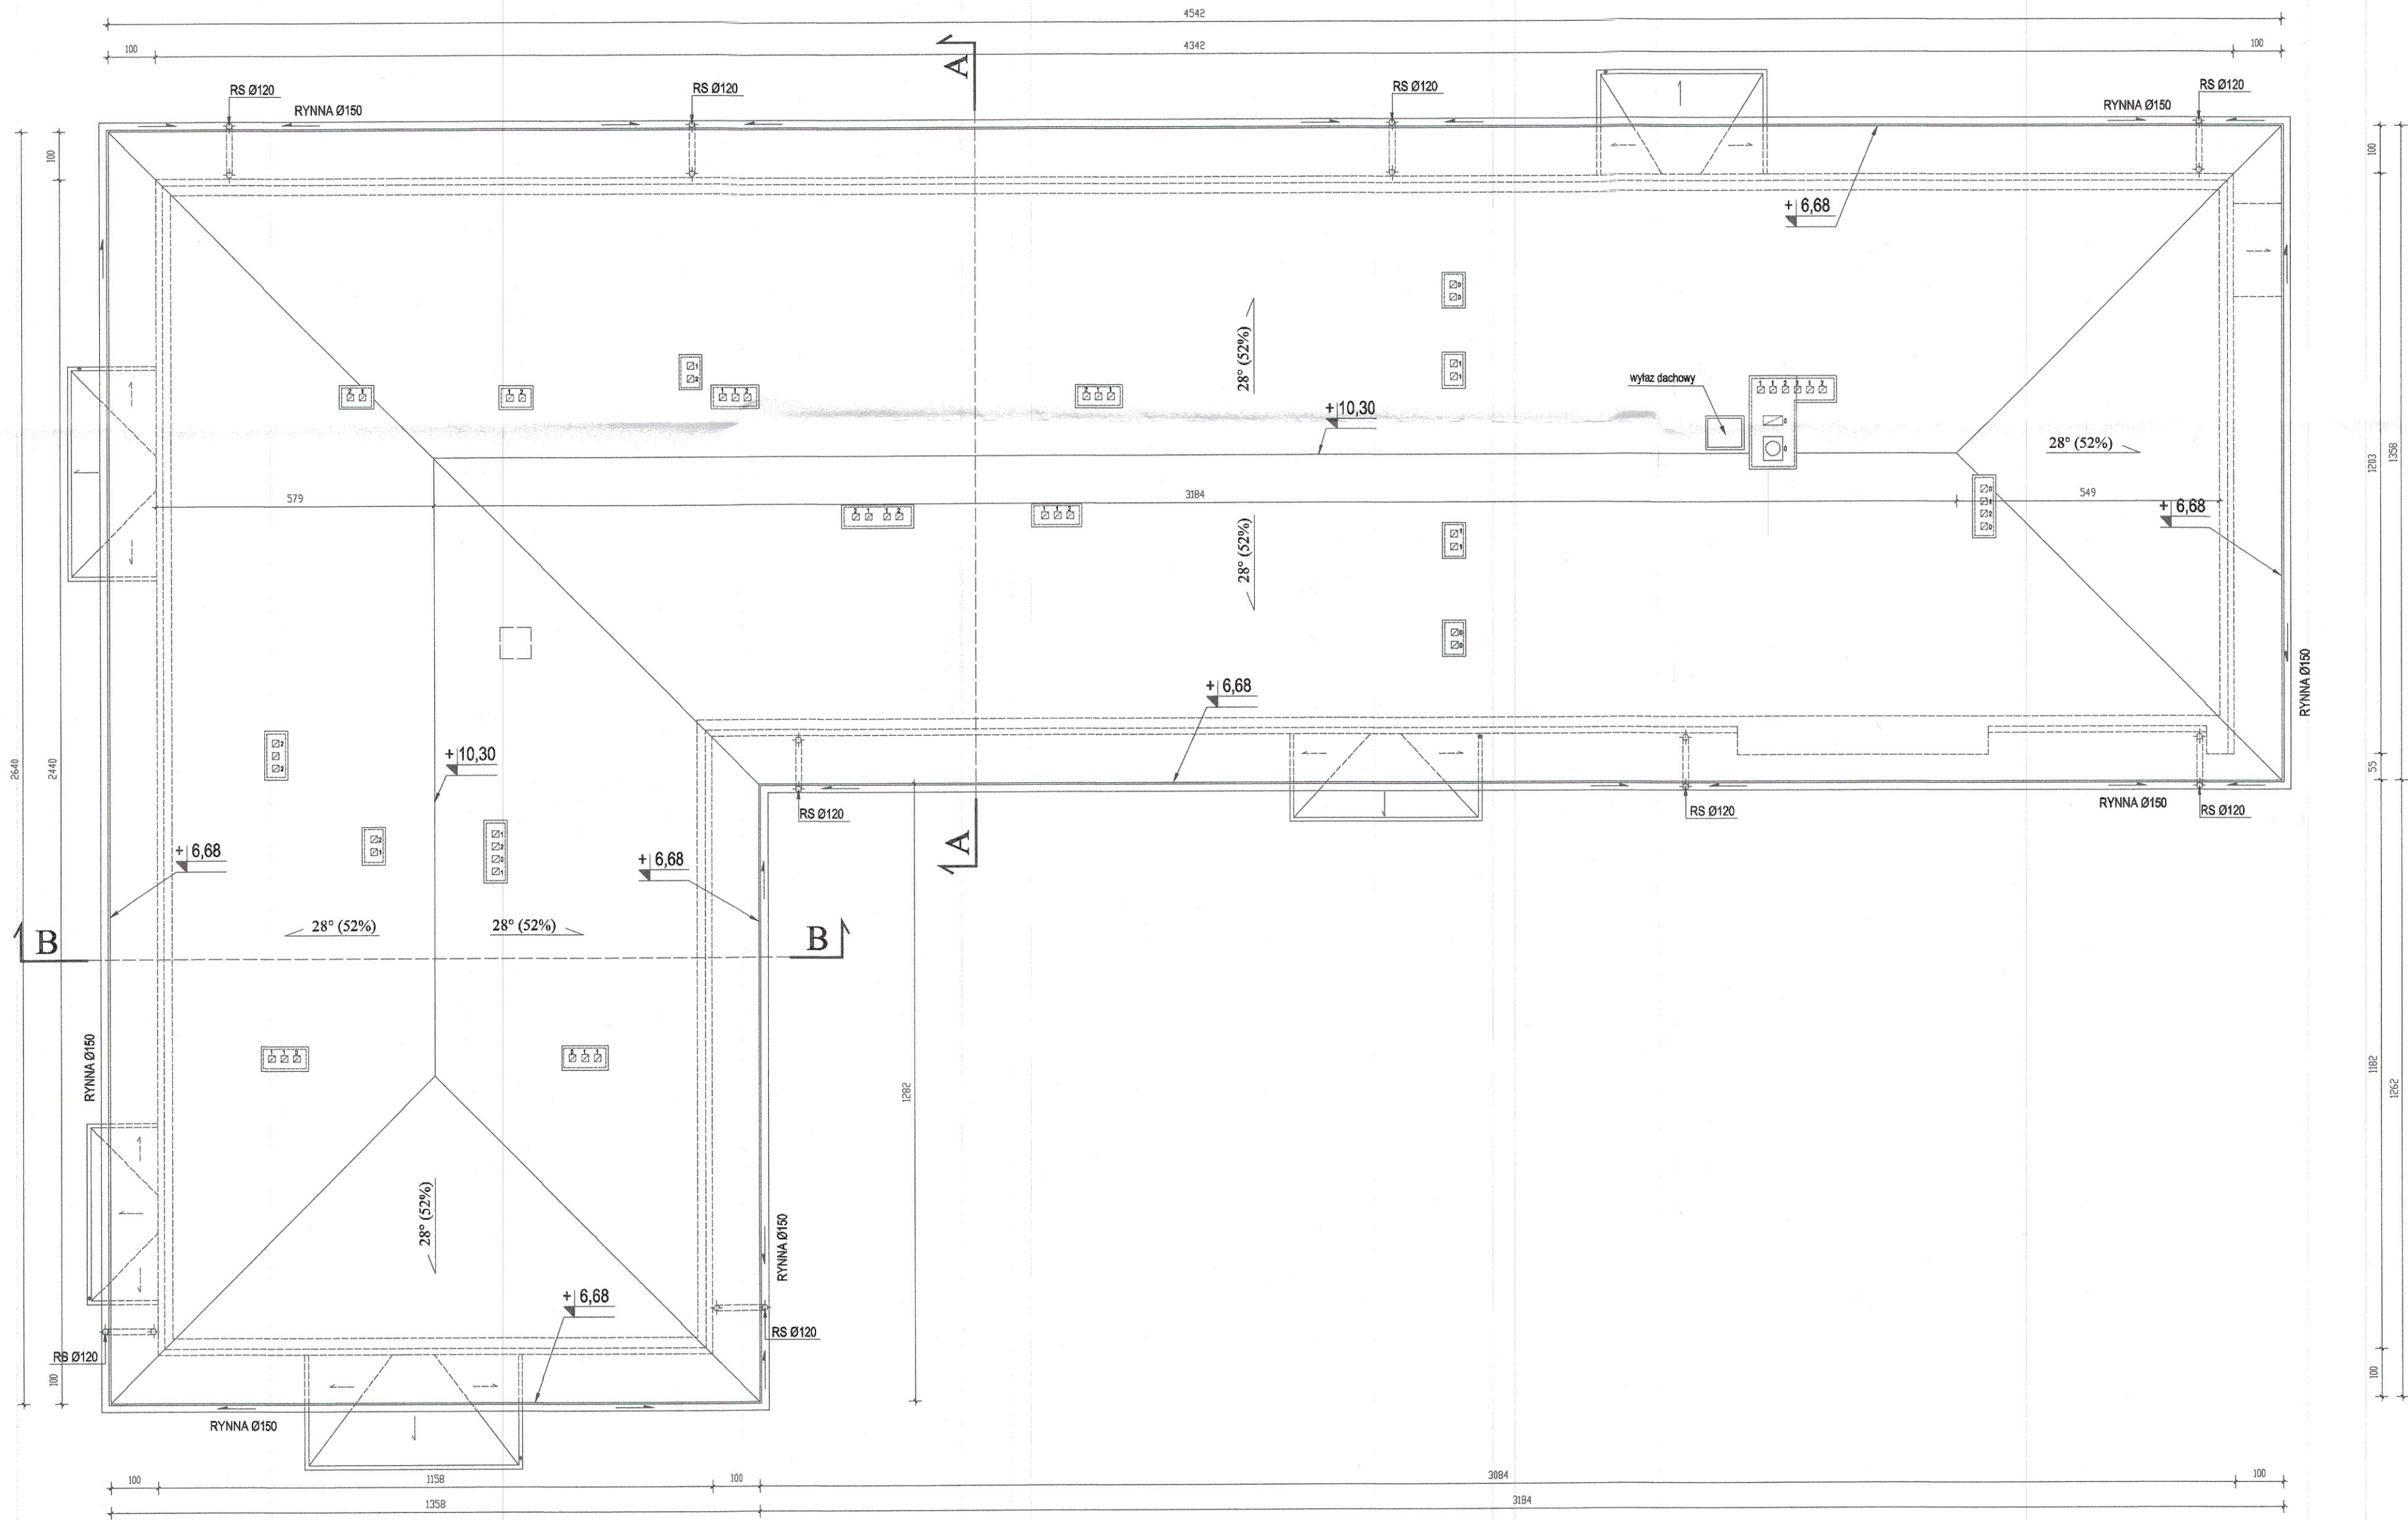 4542
100
4342
100
A
RS Ø120
RYNNA Ø150
RS Ø120
RS Ø120
RYNNA Ø150
RS Ø120
100
100
+ 6,68
28° (52%)
wyłaz dachowy
+10,30
28° (52%)
1203
1358
579
3184
549
28° (52%)
+ 6,68
+ 6,68
RYNNA Ø150
2640
2440
+10,30
55
RS Ø120
RS Ø120
RYNNA Ø150
RS Ø120
A
+ 6,68
+ 6,68
28° (52%)
28° (52%)
B
B
RYNNA Ø150
1282
1182
1262
28° (52%)
RYNNA Ø150
+ 6,68
RS Ø120
RS Ø120
100
100
RYNNA Ø150
100
1158
100
3084
100
1358
3184